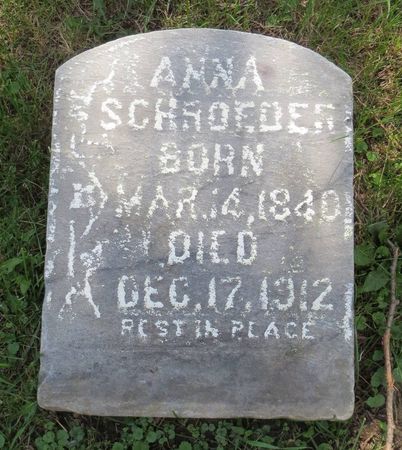 ANNA
SCHROEDER
BORN
MAR.14,1840
DIED
DEC.17,1912
REST IN PEACE